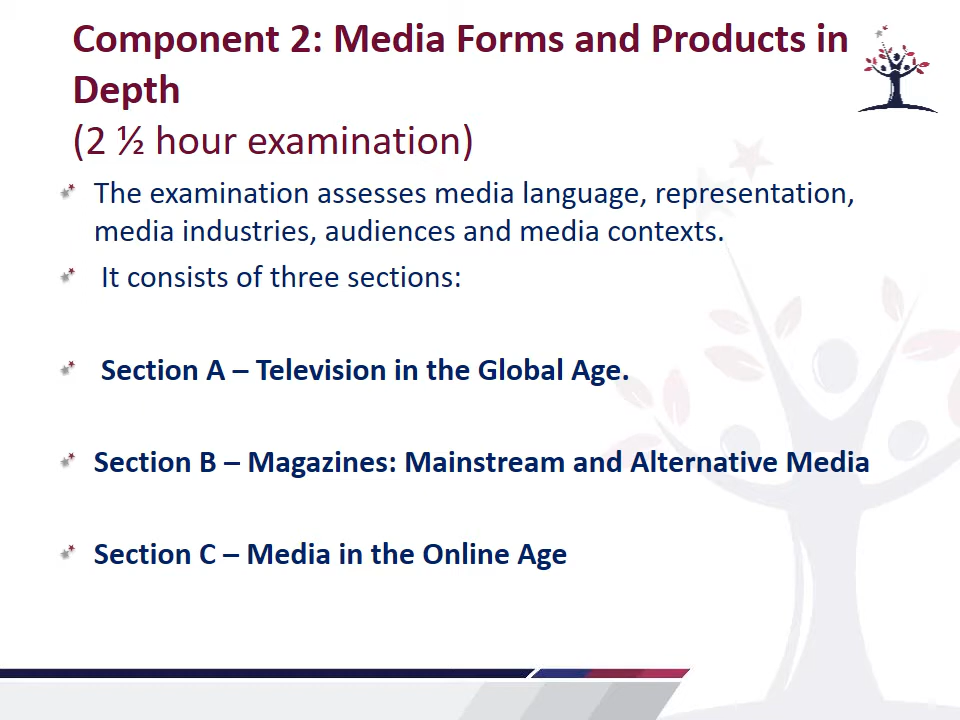 Component 2: Media Forms and Products in
Depth
(2 ½ hour examination)
The examination assesses media language, representation,
media industries, audiences and media contexts.
It consists of three sections:
Section A – Television in the Global Age.
Section B – Magazines: Mainstream and Alternative Media
Section C – Media in the Online Age